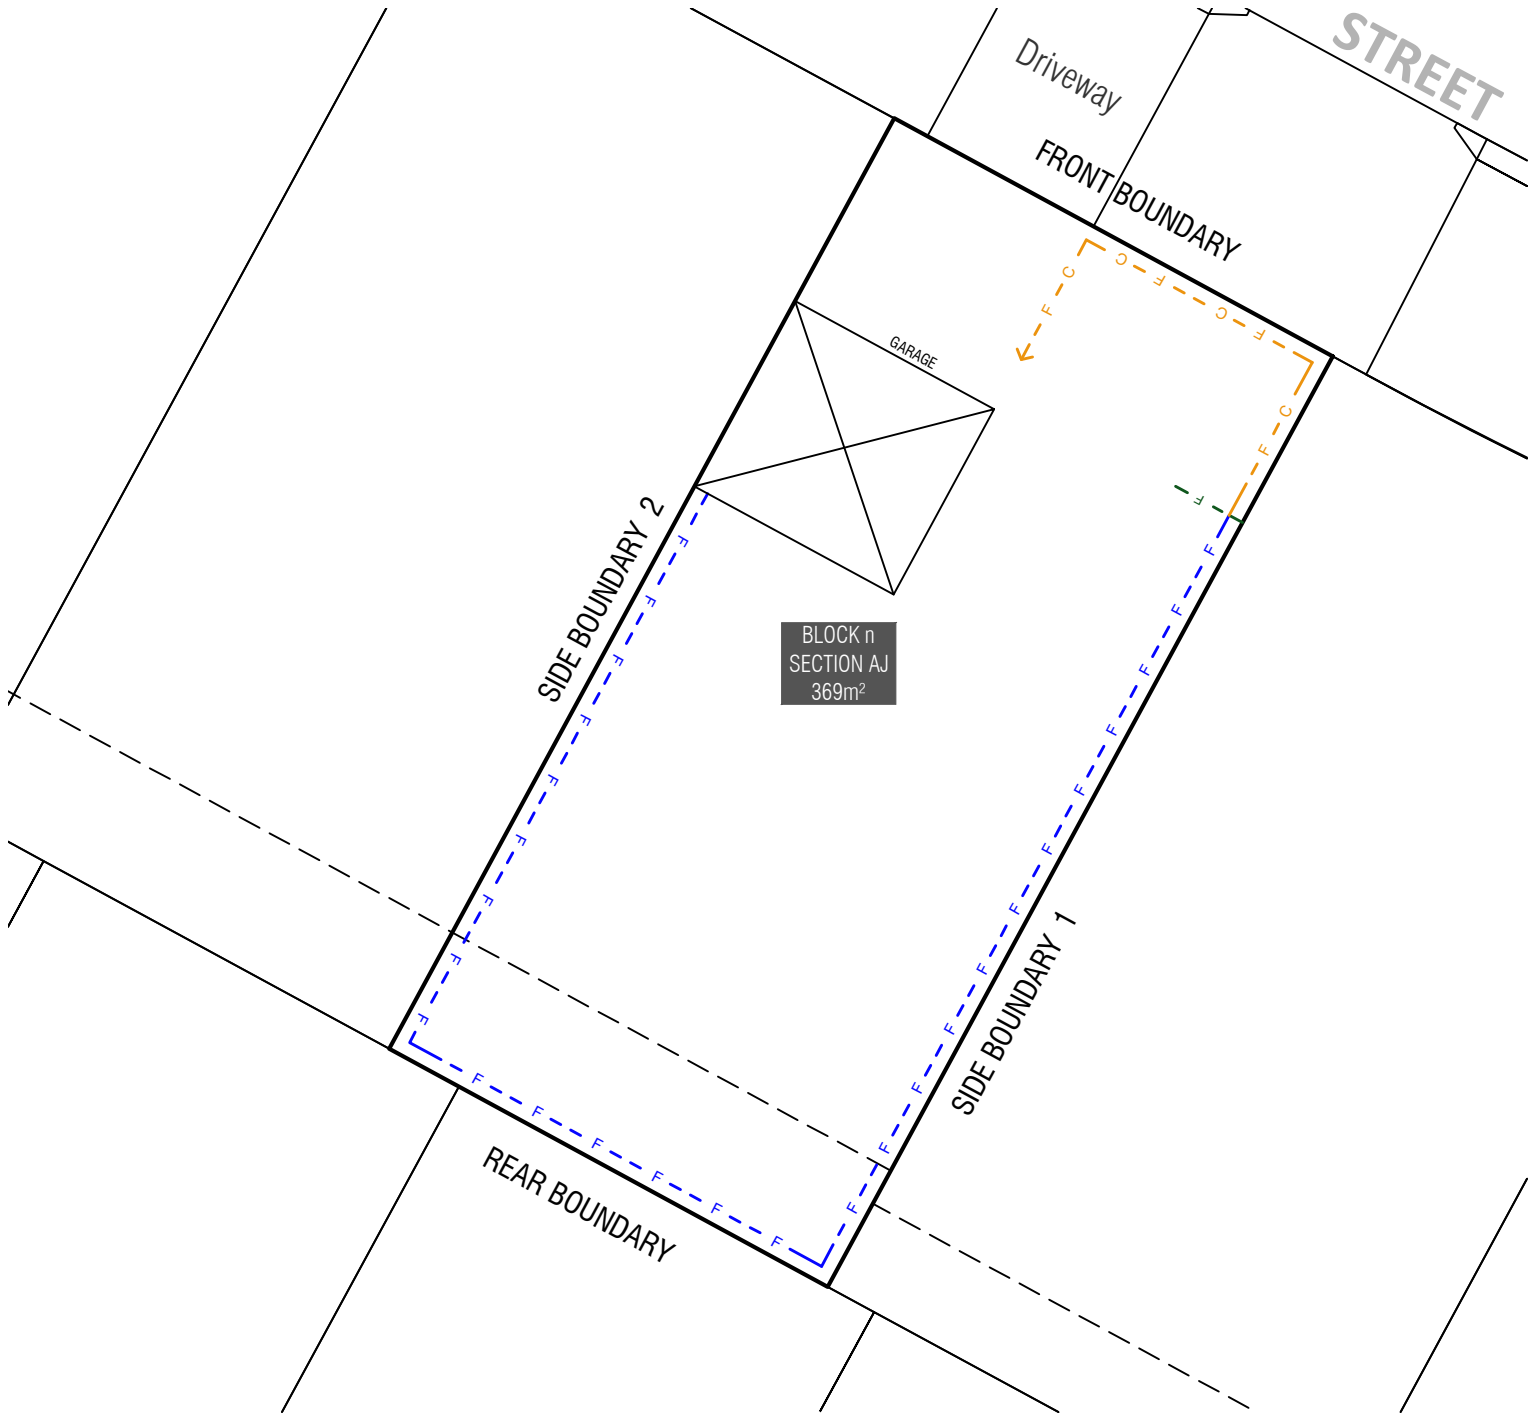 STREET
Driveway
FRONT BOUNDARY
C F C F
C
F
C
F
GARAGE
F
SIDE BOUNDARY 2
F F F F F F F F F
BLOCK n
SECTION AJ
369m²
F F F F F F F F F F F F
SIDE BOUNDARY 1
F F F F F F
REAR BOUNDARY